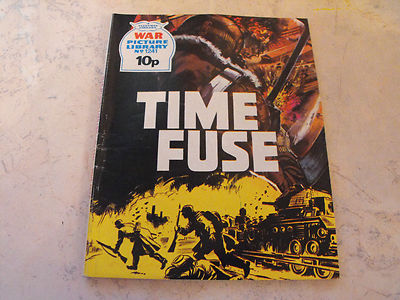 WAR
PICTURE
LIBRARY
No 1241
10p
TIME
FUSE